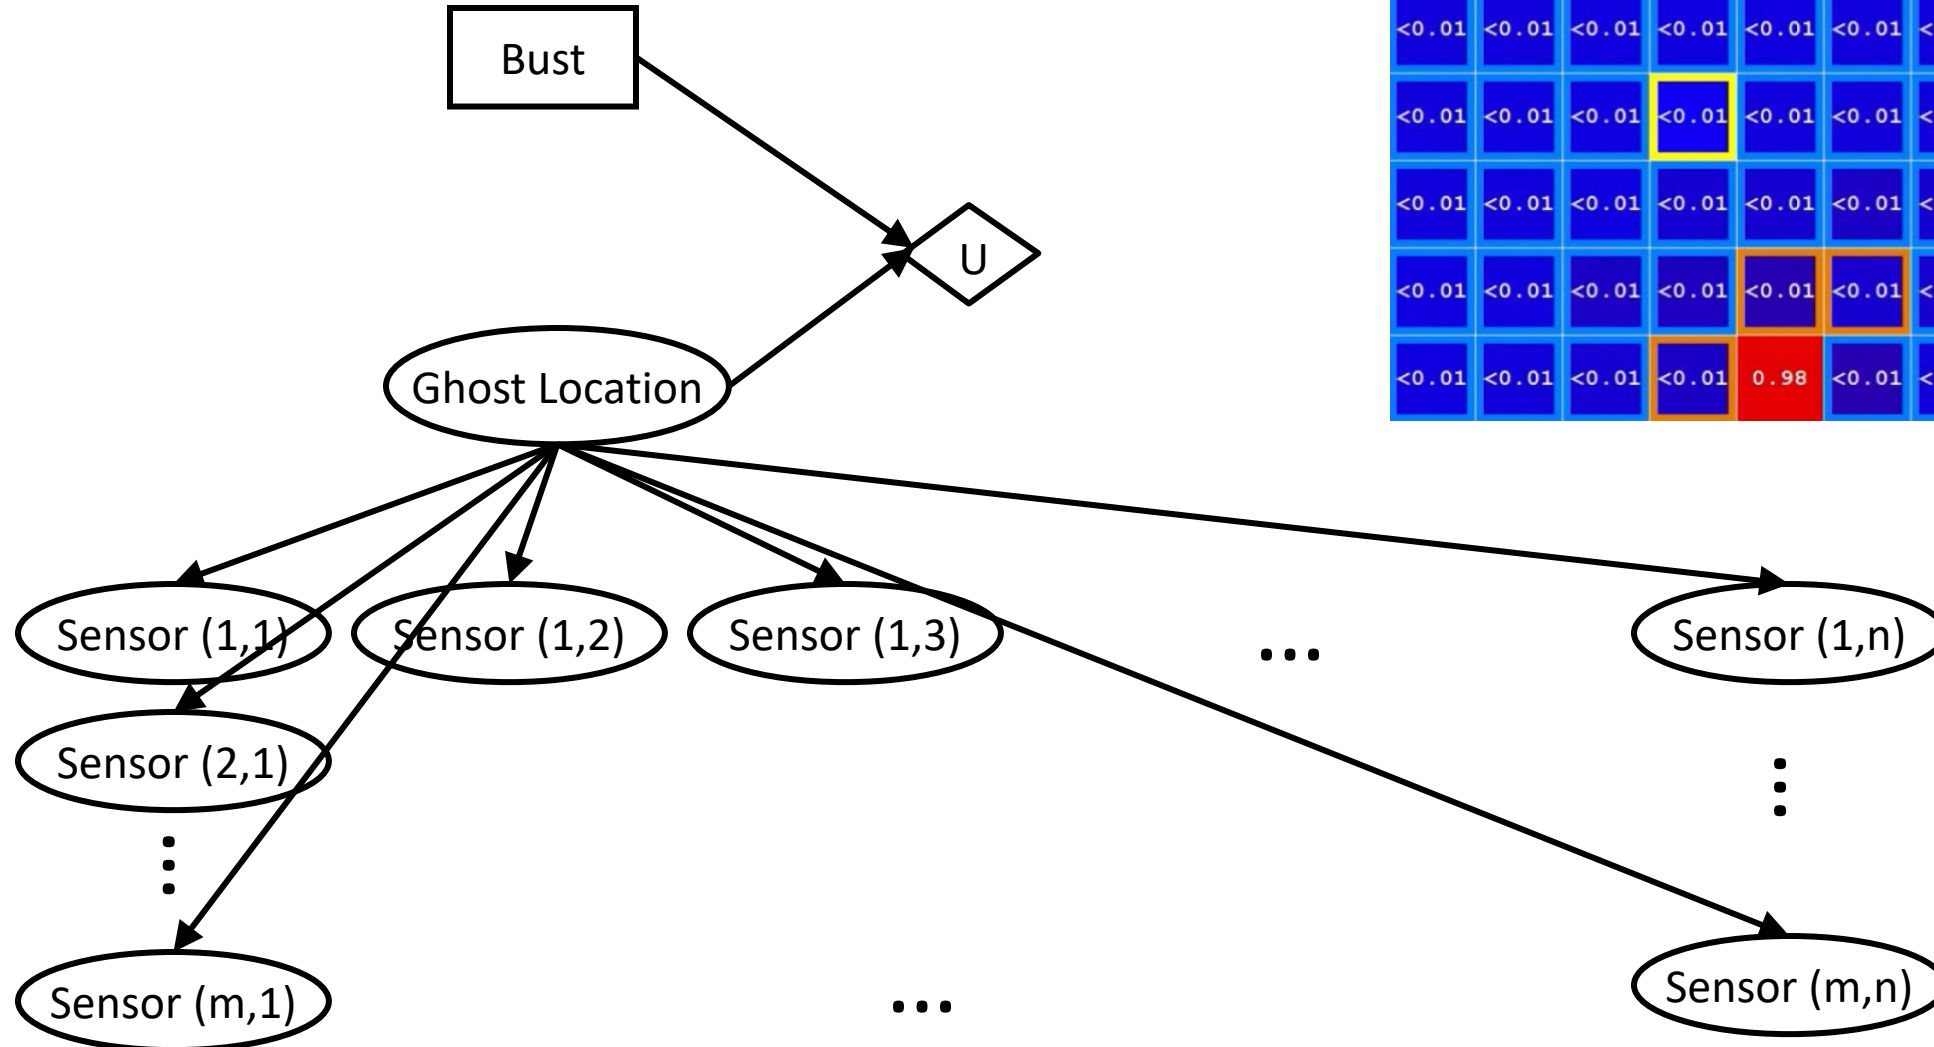 Bust
<0.01 <0.01 <0.01 <0.01 <0.01 <0.01 <
<0.01 <0.01 <0.01 <0.01 <0.01 <0.01 <
U
<0.01 <0.01 <0.01 <0.01 <0.01 <0.01 <
<0.01 <0.01 <0.01 <0.01 <0.01 <0.01 <
Ghost Location
<0.01 <0.01 <0.01 <0.01 0.98 <0.01 <
Sensor (1,1) Sensor (1,2) Sensor (1,3) ... Sensor (1,n)
Sensor (2,1)
Sensor (m,1) ... Sensor (m,n)